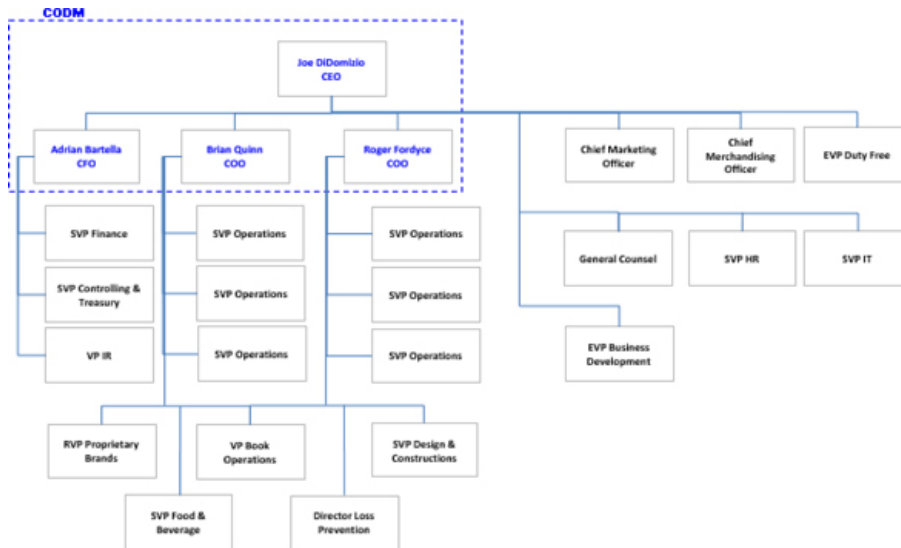 CODM
Joe DiDomizio
CEO
Adrian Bartella
CFO
Brian Quinn
COO
Roger Fordyce
COO
Chief Marketing
Officer
Chief
Merchandising
Officer
EVP Duty Free
SVP Finance
SVP Operations
SVP Operations
General Counsel
SVP HR
SVP IT
SVP Controlling &
Treasury
SVP Operations
SVP Operations
VP IR
SVP Operations
SVP Operations
EVP Business
Development
RVP Proprietary
Brands
VP Book
Operations
SVP Design &
Constructions
SVP Food &
Beverage
Director Loss
Prevention